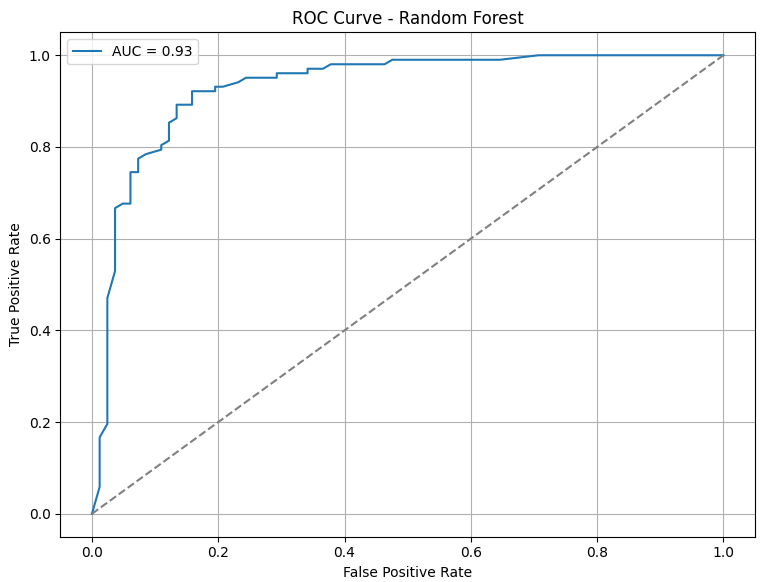 ROC Curve - Random Forest
AUC = 0.93
True Positive Rate
1.0
0.8
0.6
0.4
0.2
0.0
0.0 0.2 0.4 0.6 0.8 1.0
False Positive Rate